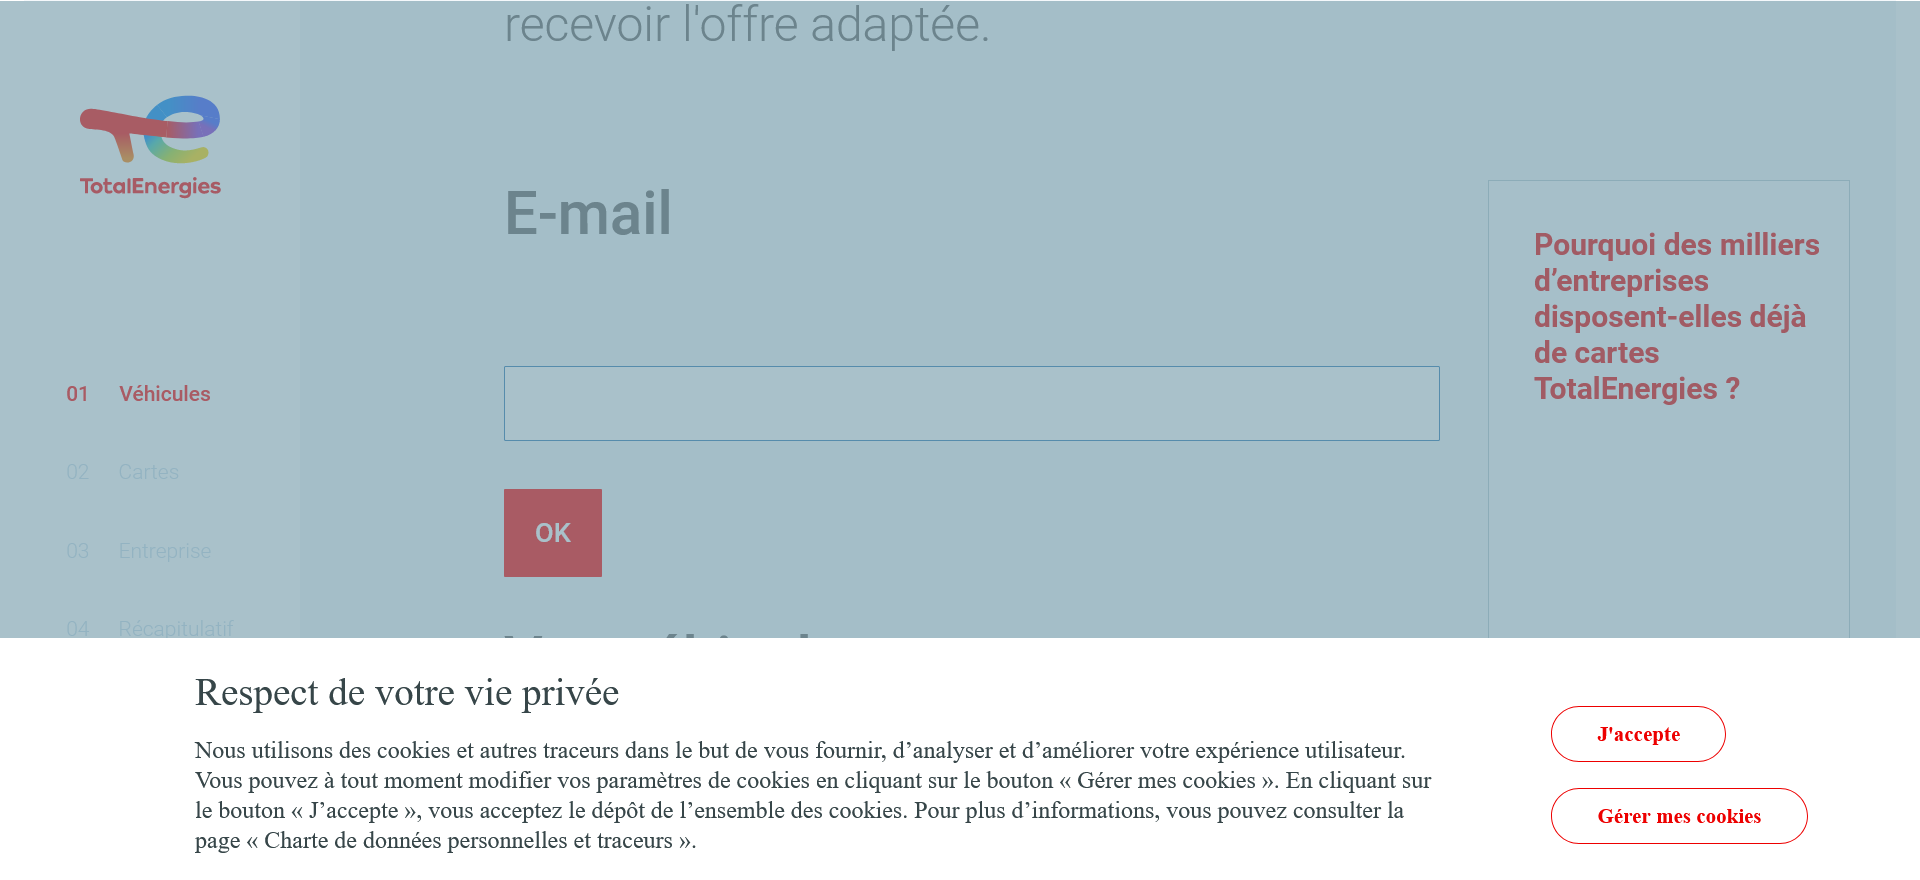 recevoir l'offre adaptée.
TotalEnergies
E-mail
Pourquoi des milliers
d’entreprises
disposent-elles déjà
de cartes
TotalEnergies ?
01 Véhicules
02 Cartes
OK
03 Entreprise
04 Récapitulatif
Respect de votre vie privée
Nous utilisons des cookies et autres traceurs dans le but de vous fournir, d’analyser et d’améliorer votre expérience utilisateur.
Vous pouvez à tout moment modifier vos paramètres de cookies en cliquant sur le bouton « Gérer mes cookies ». En cliquant sur
le bouton « J’accepte », vous acceptez le dépôt de l’ensemble des cookies. Pour plus d’informations, vous pouvez consulter la
page « Charte de données personnelles et traceurs ».
J'accepte
Gérer mes cookies